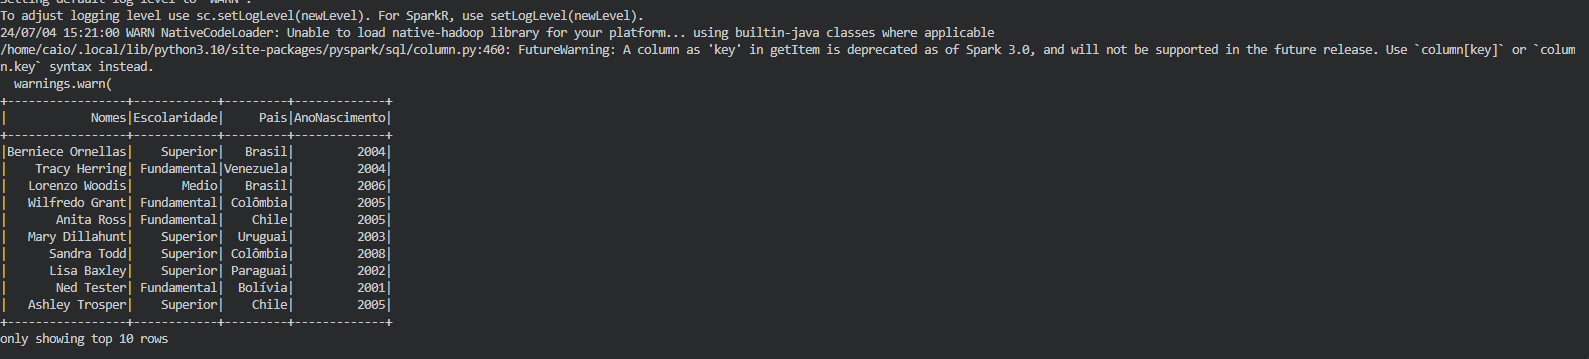 Setting default log level to "WARN".
To adjust logging level use sc.setLogLevel(newLevel). For SparkR, use setLogLevel(newLevel).
24/07/04 15:21:00 WARN NativeCodeLoader: Unable to load native-hadoop library for your platform... using builtin-java classes where applicable
/home/caio/.local/lib/python3.10/site-packages/pyspark/sql/column.py:460: FutureWarning: A column as 'key' in getItem is deprecated as of Spark 3.0, and will not be supported in the future release. Use `column[key]` or `colum
n.key` syntax instead.
  warnings.warn(
+-----------------+------------+---------+-------------+
|            Nomes|Escolaridade|     Pais|AnoNascimento|
+-----------------+------------+---------+-------------+
|Berniece Ornellas|    Superior|   Brasil|         2004|
|    Tracy Herring| Fundamental|Venezuela|         2004|
|   Lorenzo Woodis|       Medio|   Brasil|         2006|
|   Wilfredo Grant| Fundamental| Colômbia|         2005|
|       Anita Ross| Fundamental|    Chile|         2005|
|   Mary Dillahunt|    Superior|  Uruguai|         2003|
|      Sandra Todd|    Superior| Colômbia|         2008|
|      Lisa Baxley|    Superior| Paraguai|         2002|
|       Ned Tester| Fundamental|  Bolívia|         2001|
|   Ashley Trosper|    Superior|    Chile|         2005|
+-----------------+------------+---------+-------------+
only showing top 10 rows